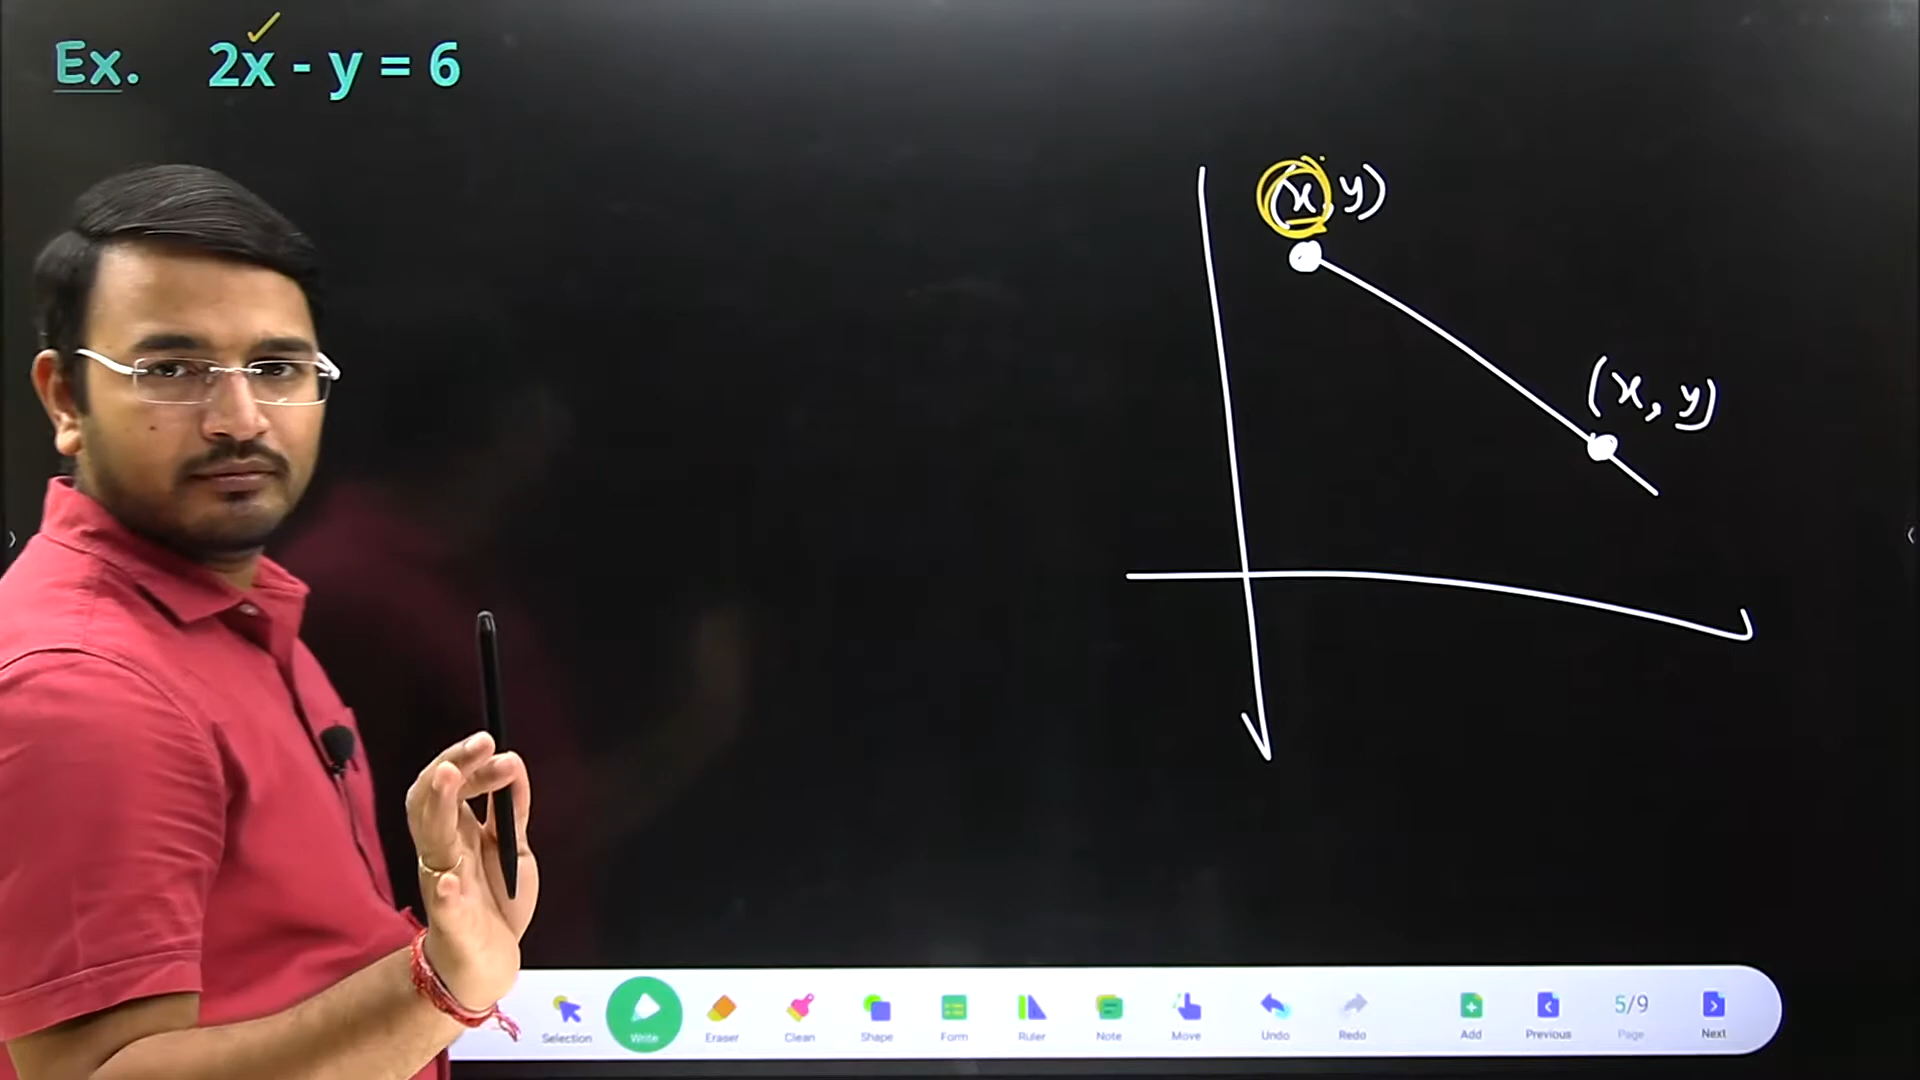 Ex. 2x - y = 6
(x, y)
(x, y)
Selection Write Eraser Clean Shape Form Ruler Note Move Undo Redo Add Previous 5/9 Page Next